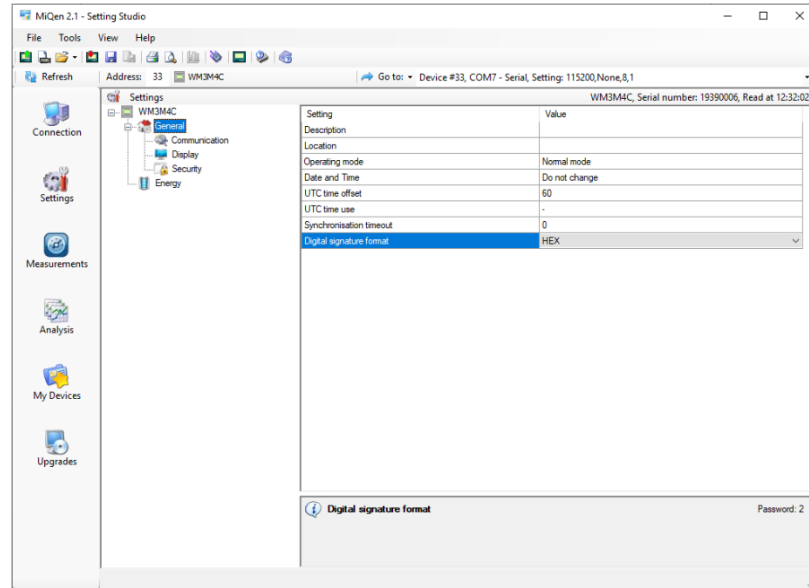 MiQen 2.1 - Setting Studio
File Tools View Help
Refresh Address: 33 WM3M4C Go to: Device #33, COM7 - Serial, Setting: 115200,None,8,1
Settings WM3M4C, Serial number: 19390006, Read at 12:32:02
Connection
Settings
Measurements
Analysis
My Devices
Upgrades
WM3M4C
General
Communication
Display
Security
Energy
Setting Value
Description
Location
Operating mode Normal mode
Date and Time Do not change
UTC time offset 60
UTC time use -
Synchronisation timeout 0
Digital signature format HEX
Digital signature format Password: 2